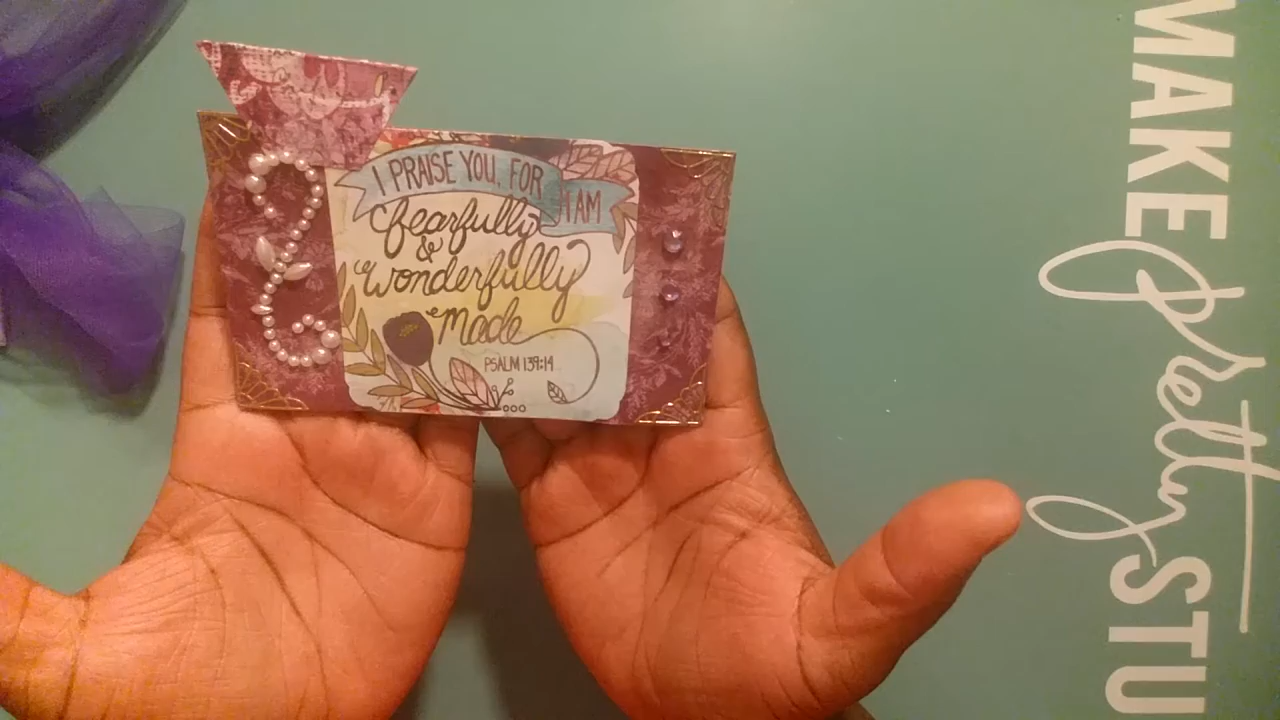 I PRAISE YOU, FOR
I AM
fearfully
&
wonderfully
made
PSALM 139:14
MAKE
pretty
STU